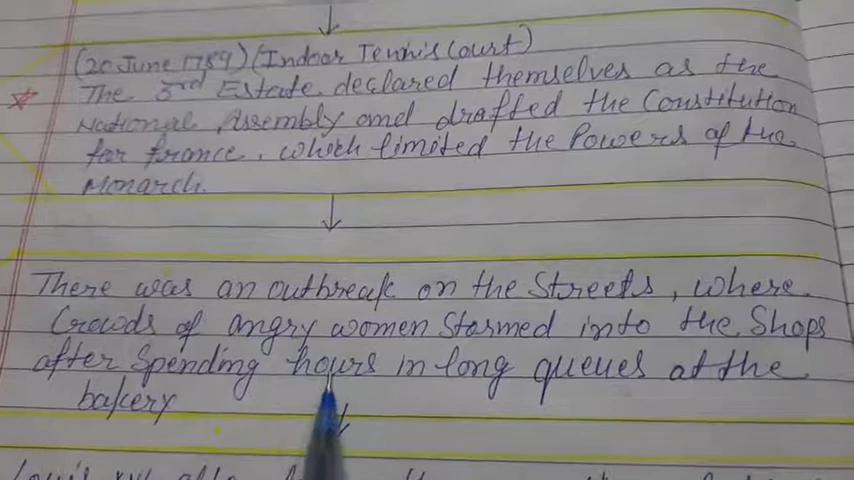 (20 June 1789) (Indoor Tennis Court)
The 3rd Estate declared themselves as the
National Assembly and drafted the Constitution
for france, which limited the Powers of the
Monarch.
There was an outbreak on the Streets, where
Crowds of angry women Stormed into the Shops
after Spending hours in long queues at the
bakery